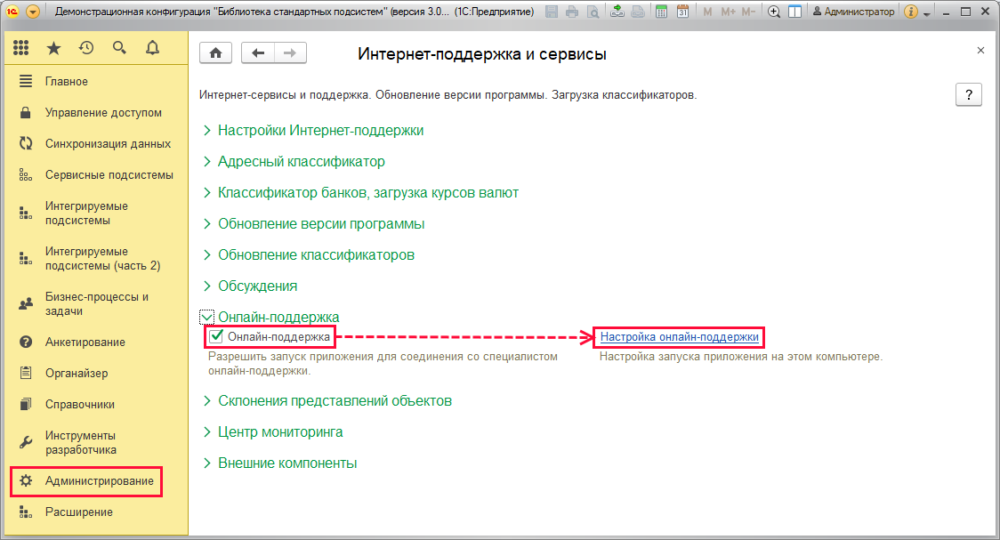 Демонстрационная конфигурация "Библиотека стандартных подсистем" (версия 3.0... (1С:Предприятие)
31 M M+ M- Администратор
Интернет-поддержка и сервисы
Интернет-сервисы и поддержка. Обновление версии программы. Загрузка классификаторов.
?
Главное
Управление доступом
Синхронизация данных
Сервисные подсистемы
Интегрируемые
подсистемы
Интегрируемые
подсистемы (часть 2)
Бизнес-процессы и
задачи
Анкетирование
Органайзер
Справочники
Инструменты
разработчика
Администрирование
Расширение
Настройки Интернет-поддержки
Адресный классификатор
Классификатор банков, загрузка курсов валют
Обновление версии программы
Обновление классификаторов
Обсуждения
Онлайн-поддержка
Онлайн-поддержка
Настройка онлайн-поддержки
Разрешить запуск приложения для соединения со специалистом
онлайн-поддержки.
Настройка запуска приложения на этом компьютере.
Склонения представлений объектов
Центр мониторинга
Внешние компоненты